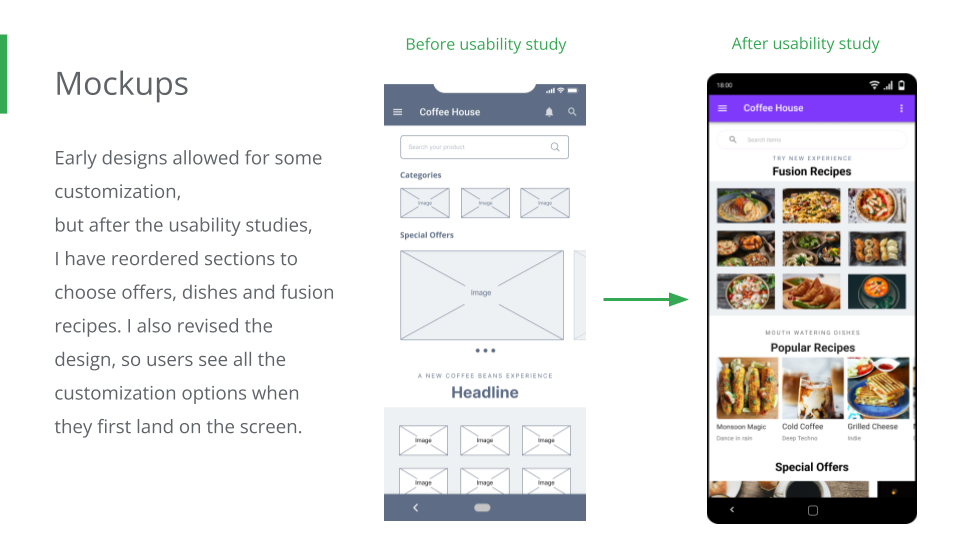 Mockups
Early designs allowed for some
customization,
but after the usability studies,
I have reordered sections to
choose offers, dishes and fusion
recipes. I also revised the
design, so users see all the
customization options when
they first land on the screen.
Before usability study
Coffee House
Search your product
Categories
Image Image Image
Special Offers
Image
A NEW COFFEE BEANS EXPERIENCE
Headline
Image Image Image
Image Image Image
After usability study
18:00
Coffee House
Search items
TRY NEW EXPERIENCE
Fusion Recipes
MOUTH WATERING DISHES
Popular Recipes
Monsoon Magic Cold Coffee Grilled Cheese
Dance in rain Deep Techno Indie
Special Offers